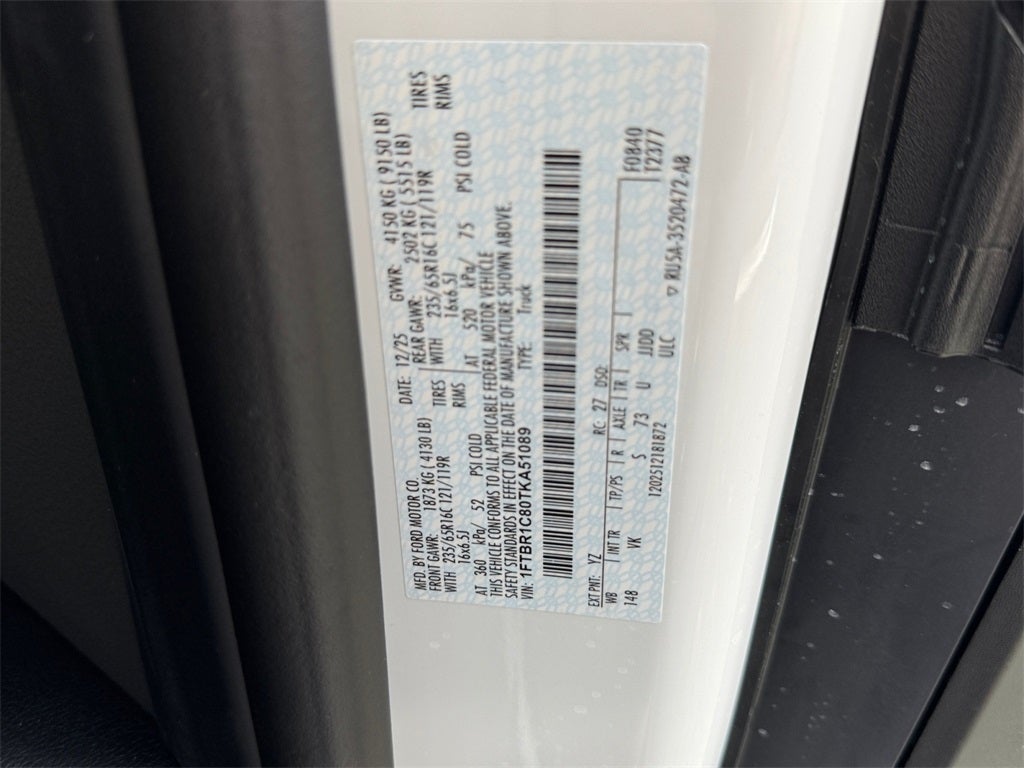 MFD. BY FORD MOTOR CO. DATE: 12/25 GVWR: 4150 KG ( 9150 LB)
FRONT GAWR: 1873 KG ( 4130 LB) REAR GAWR: 2502 KG ( 5515 LB)
WITH 235/65R16C 121/119R TIRES WITH 235/65R16C 121/119R TIRES
16x6.5J RIMS 16x6.5J RIMS
AT 360 kPa/ 52 PSI COLD AT 520 kPa/ 75 PSI COLD
THIS VEHICLE CONFORMS TO ALL APPLICABLE FEDERAL MOTOR VEHICLE
SAFETY STANDARDS IN EFFECT ON THE DATE OF MANUFACTURE SHOWN ABOVE.
VIN: 1FTBR1C80TKA51089 TYPE: Truck
EXT PNT: YZ RC: 27 DSO: F0840
WB INT TR TP/PS R AXLE TR SPR T2377
148 VK S 73 U JJDD
12025121B1872 ULC ▽ RU5A-3520472-AB